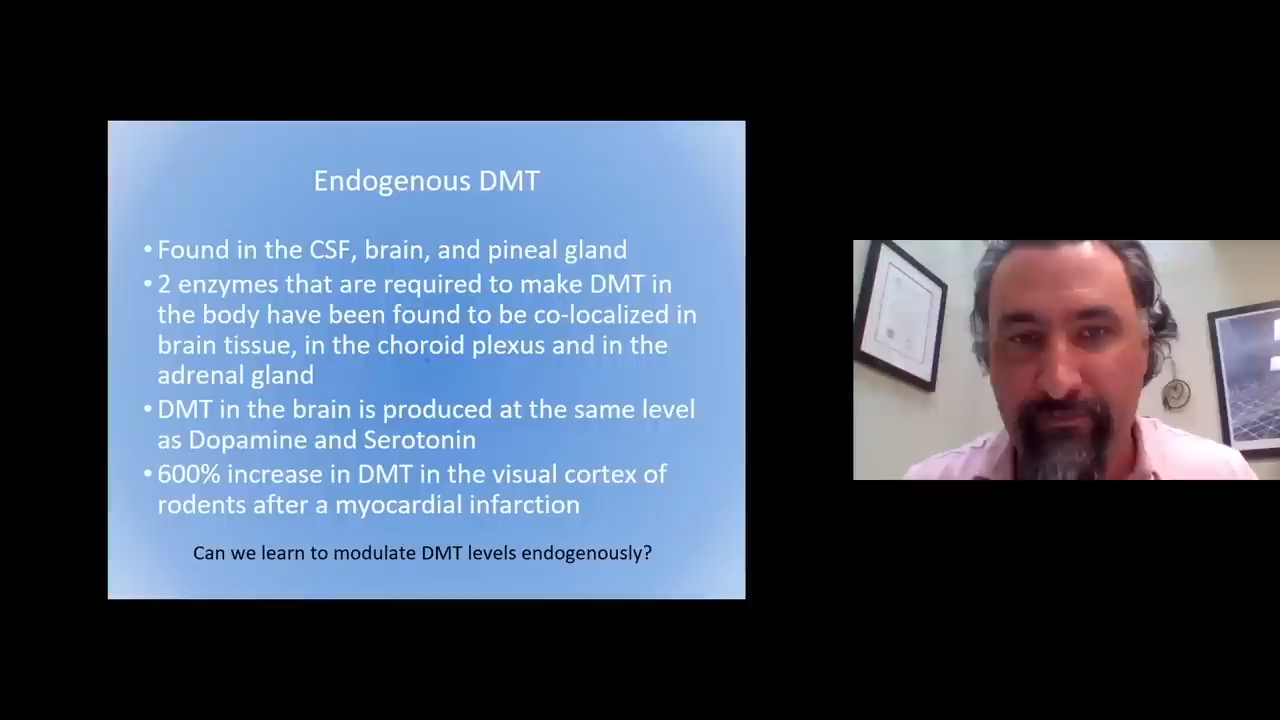 Endogenous DMT
• Found in the CSF, brain, and pineal gland
• 2 enzymes that are required to make DMT in
the body have been found to be co-localized in
brain tissue, in the choroid plexus and in the
adrenal gland
• DMT in the brain is produced at the same level
as Dopamine and Serotonin
• 600% increase in DMT in the visual cortex of
rodents after a myocardial infarction
Can we learn to modulate DMT levels endogenously?